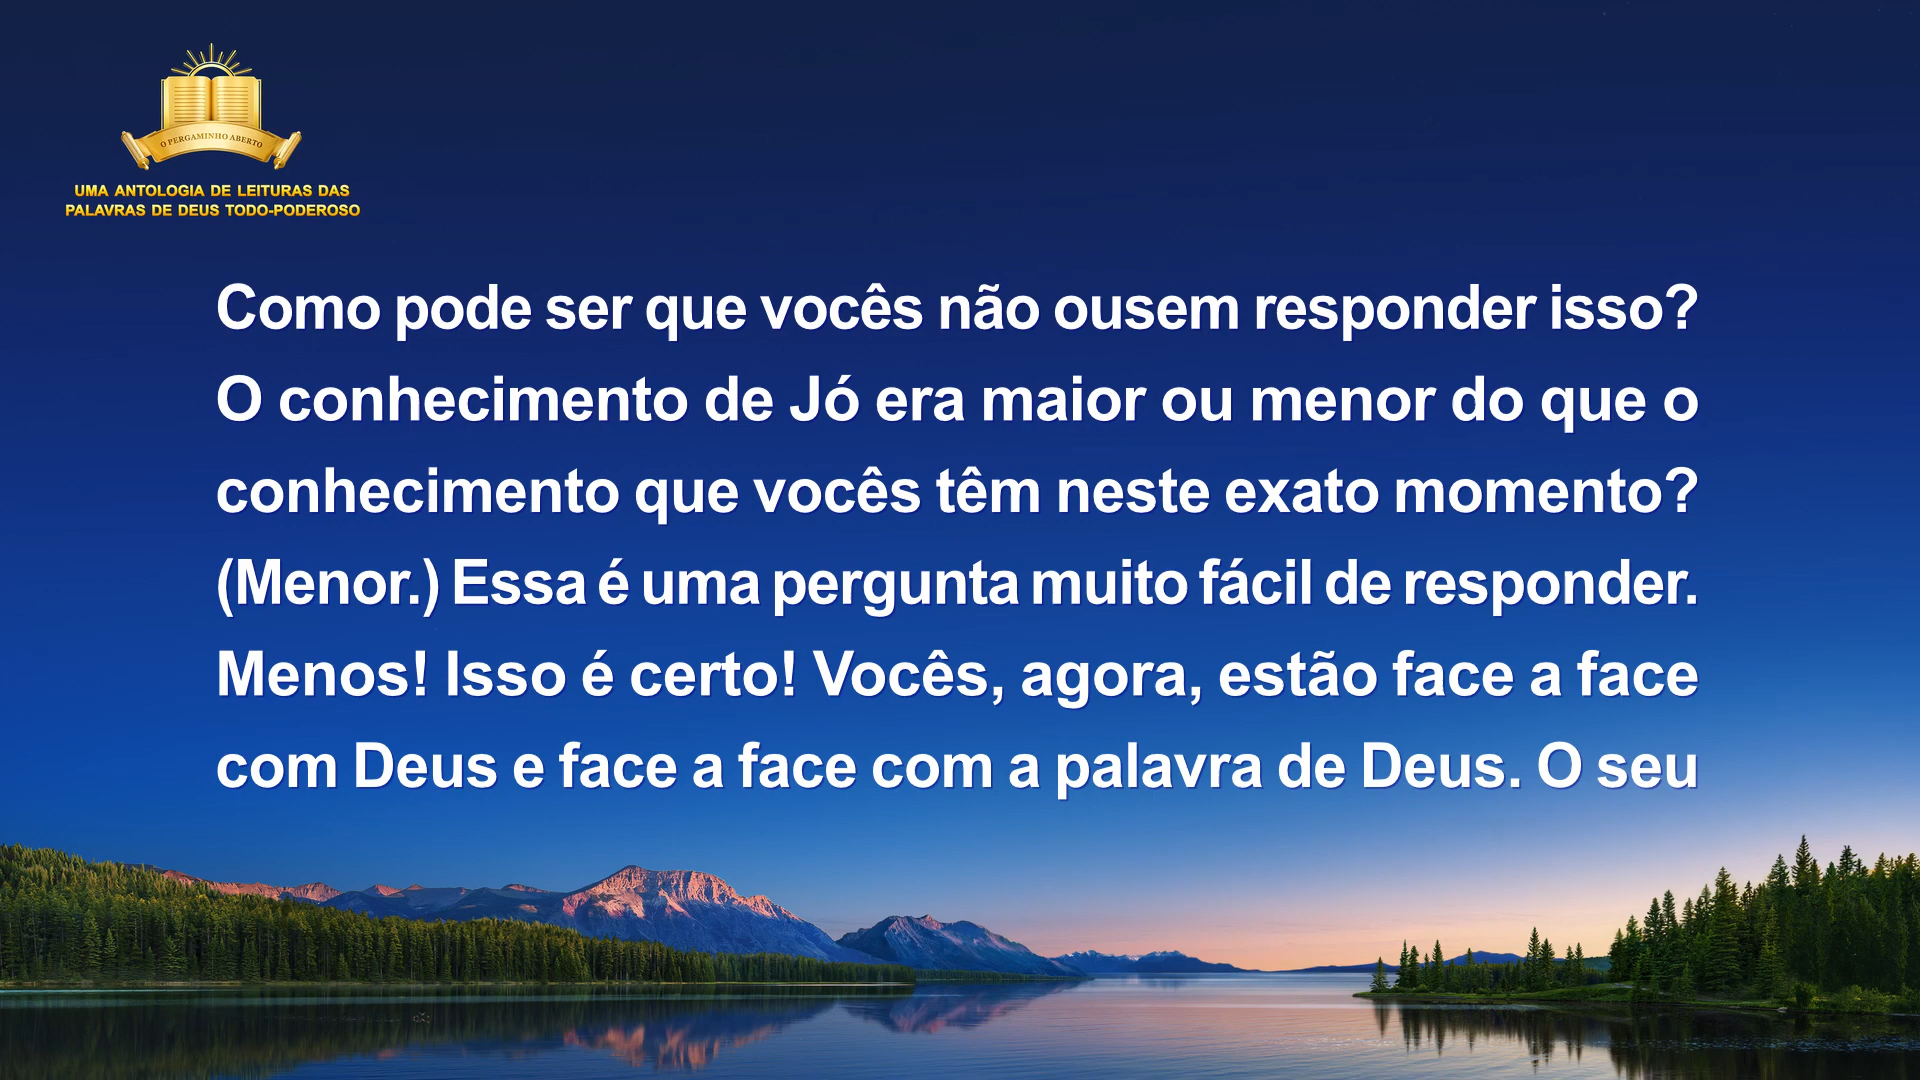 O PERGAMINHO ABERTO
UMA ANTOLOGIA DE LEITURAS DAS
PALAVRAS DE DEUS TODO-PODEROSO
Como pode ser que vocês não ousem responder isso?
O conhecimento de Jó era maior ou menor do que o
conhecimento que vocês têm neste exato momento?
(Menor.) Essa é uma pergunta muito fácil de responder.
Menos! Isso é certo! Vocês, agora, estão face a face
com Deus e face a face com a palavra de Deus. O seu